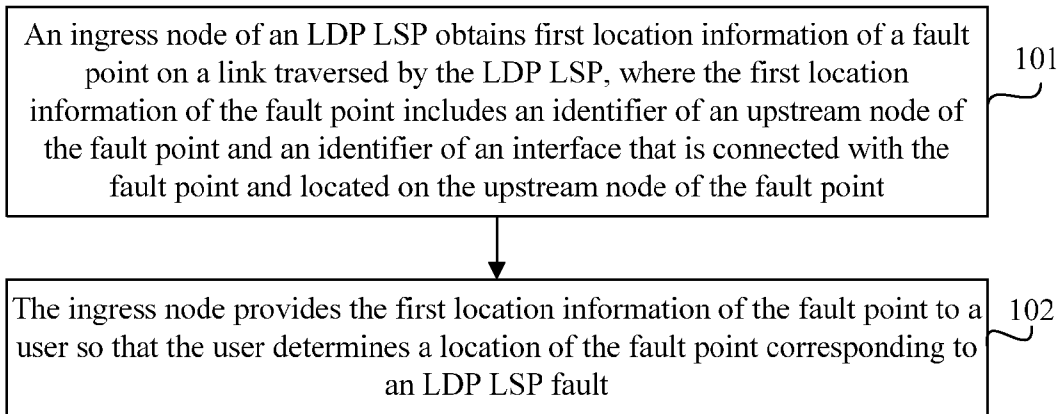 An ingress node of an LDP LSP obtains first location information of a fault
point on a link traversed by the LDP LSP, where the first location
information of the fault point includes an identifier of an upstream node of
the fault point and an identifier of an interface that is connected with the
fault point and located on the upstream node of the fault point
101
The ingress node provides the first location information of the fault point to a
user so that the user determines a location of the fault point corresponding to
an LDP LSP fault
102